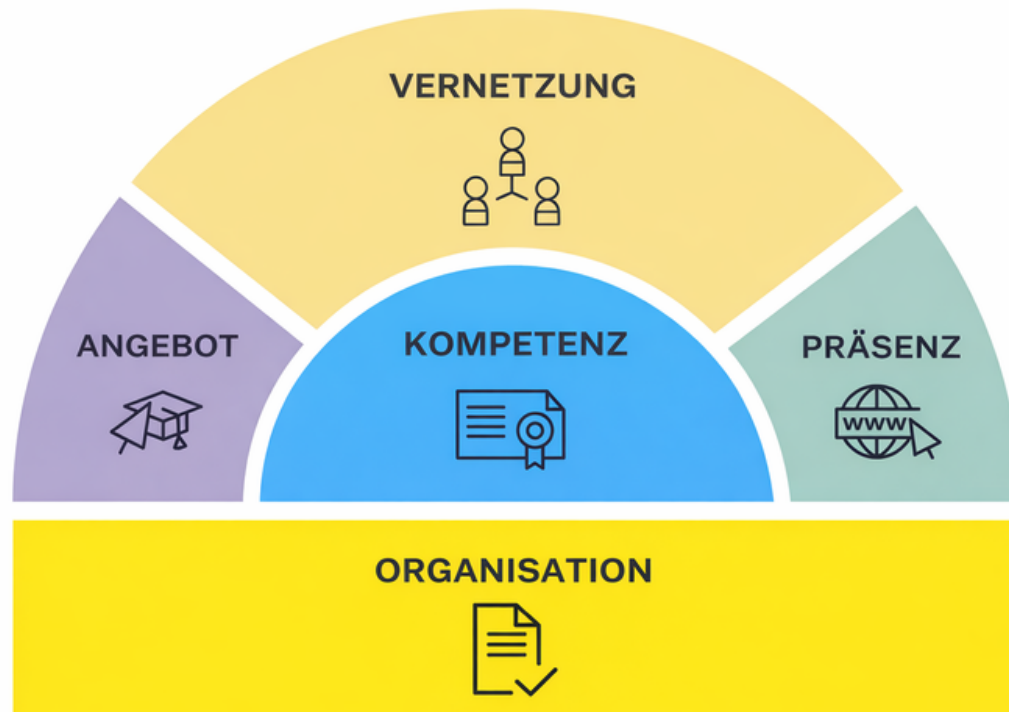 VERNETZUNG
ANGEBOT
KOMPETENZ
PRÄSENZ
www
ORGANISATION